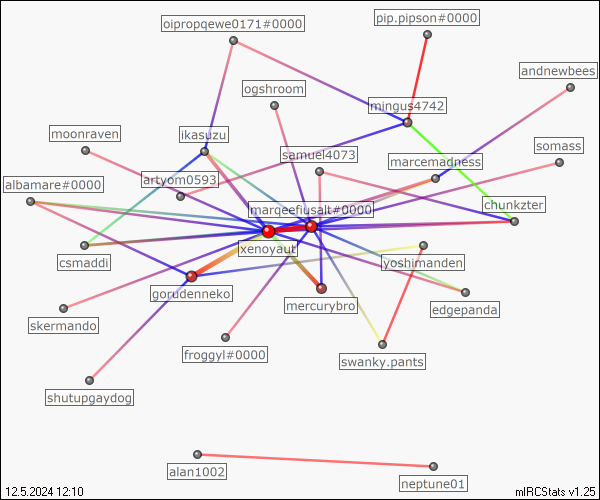 oipropqewe0171#0000
pip.pipson#0000
andnewbees
ogshroom
mingus4742
moonraven
ikasuzu
somass
samuel4073
marcemadness
artyom0593
albamare#0000
marqeefiusalt#0000
chunkzter
xenoyaut
csmaddi
yoshimanden
gorudenneko
mercurybro
edgepanda
skermando
froggyl#0000
swanky.pants
shutupgaydog
alan1002
neptune01
12.5.2024 12:10
mIRCStats v1.25